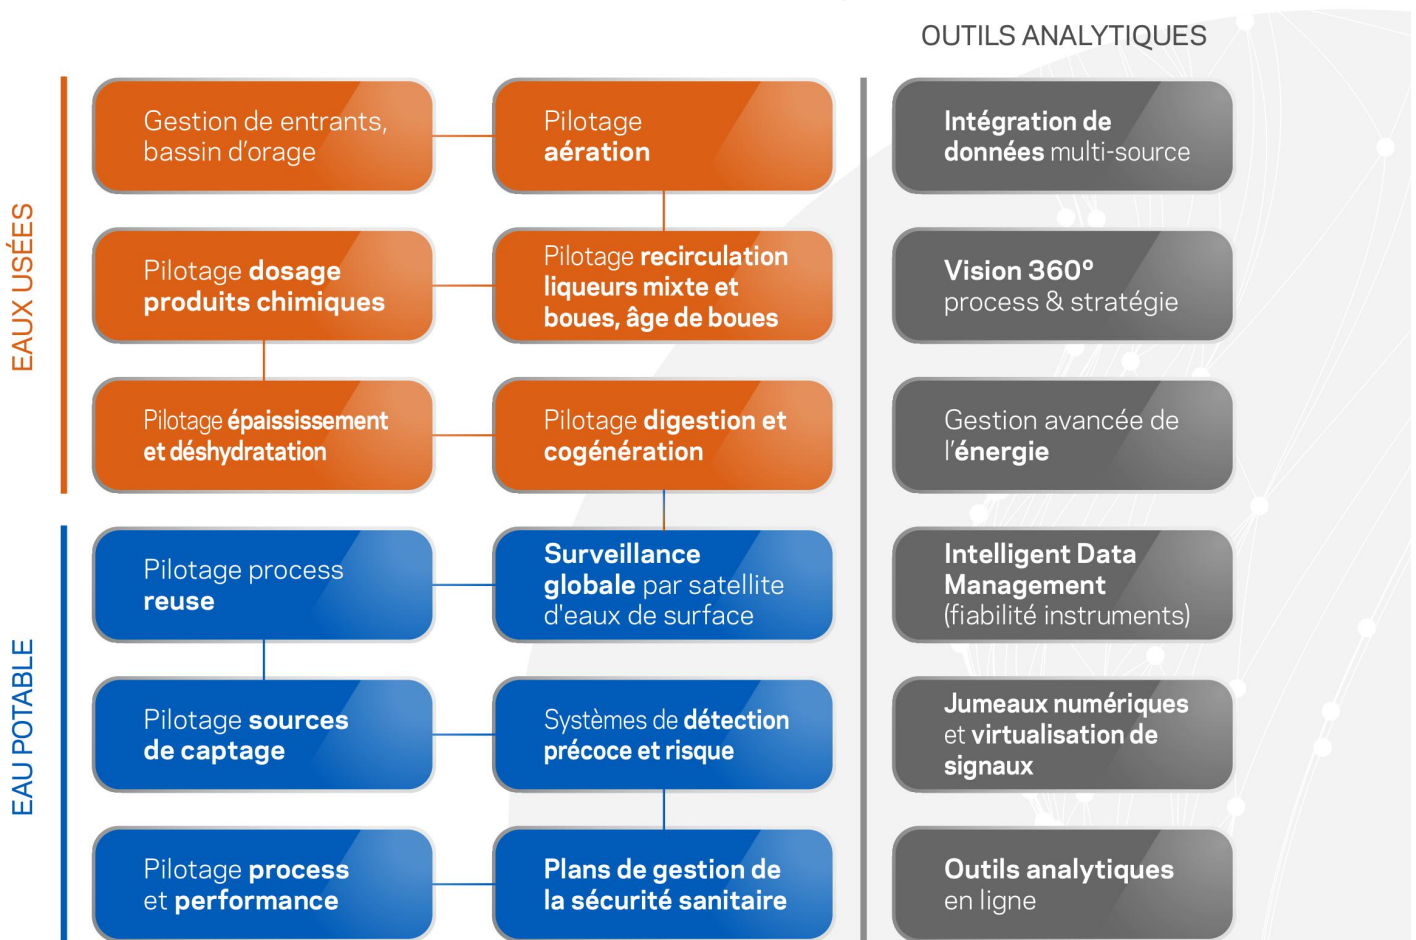 OUTILS ANALYTIQUES
EAUX USÉES
Gestion de entrants,
bassin d'orage
Pilotage
aération
Intégration de
données multi-source
Pilotage dosage
produits chimiques
Pilotage recirculation
liqueurs mixte et
boues, âge de boues
Vision 360º
process & stratégie
Pilotage épaississement
et déshydratation
Pilotage digestion et
cogénération
Gestion avancée de
l'énergie
EAU POTABLE
Pilotage process
reuse
Surveillance
globale par satellite
d'eaux de surface
Intelligent Data
Management
(fiabilité instruments)
Pilotage sources
de captage
Systèmes de détection
précoce et risque
Jumeaux numériques
et virtualisation de
signaux
Pilotage process
et performance
Plans de gestion de
la sécurité sanitaire
Outils analytiques
en ligne